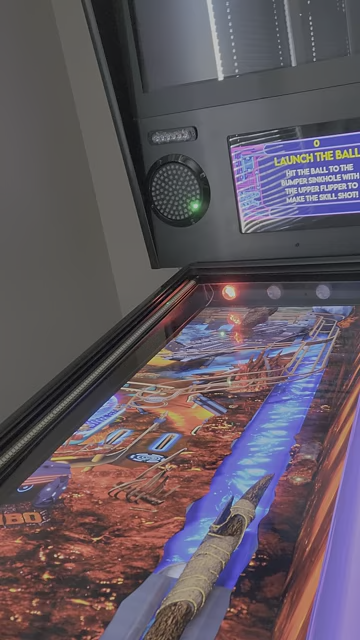 0
LAUNCH THE BALL
HIT THE BALL TO THE
BUMPER SINKHOLE WITH
THE UPPER FLIPPER TO
MAKE THE SKILL SHOT!